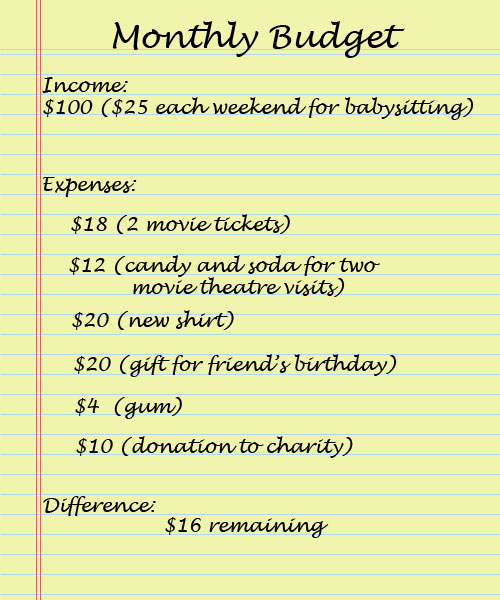 Monthly Budget
Income:
$100 ($25 each weekend for babysitting)
Expenses:
$18 (2 movie tickets)
$12 (candy and soda for two
movie theatre visits)
$20 (new shirt)
$20 (gift for friend's birthday)
$4 (gum)
$10 (donation to charity)
Difference:
$16 remaining